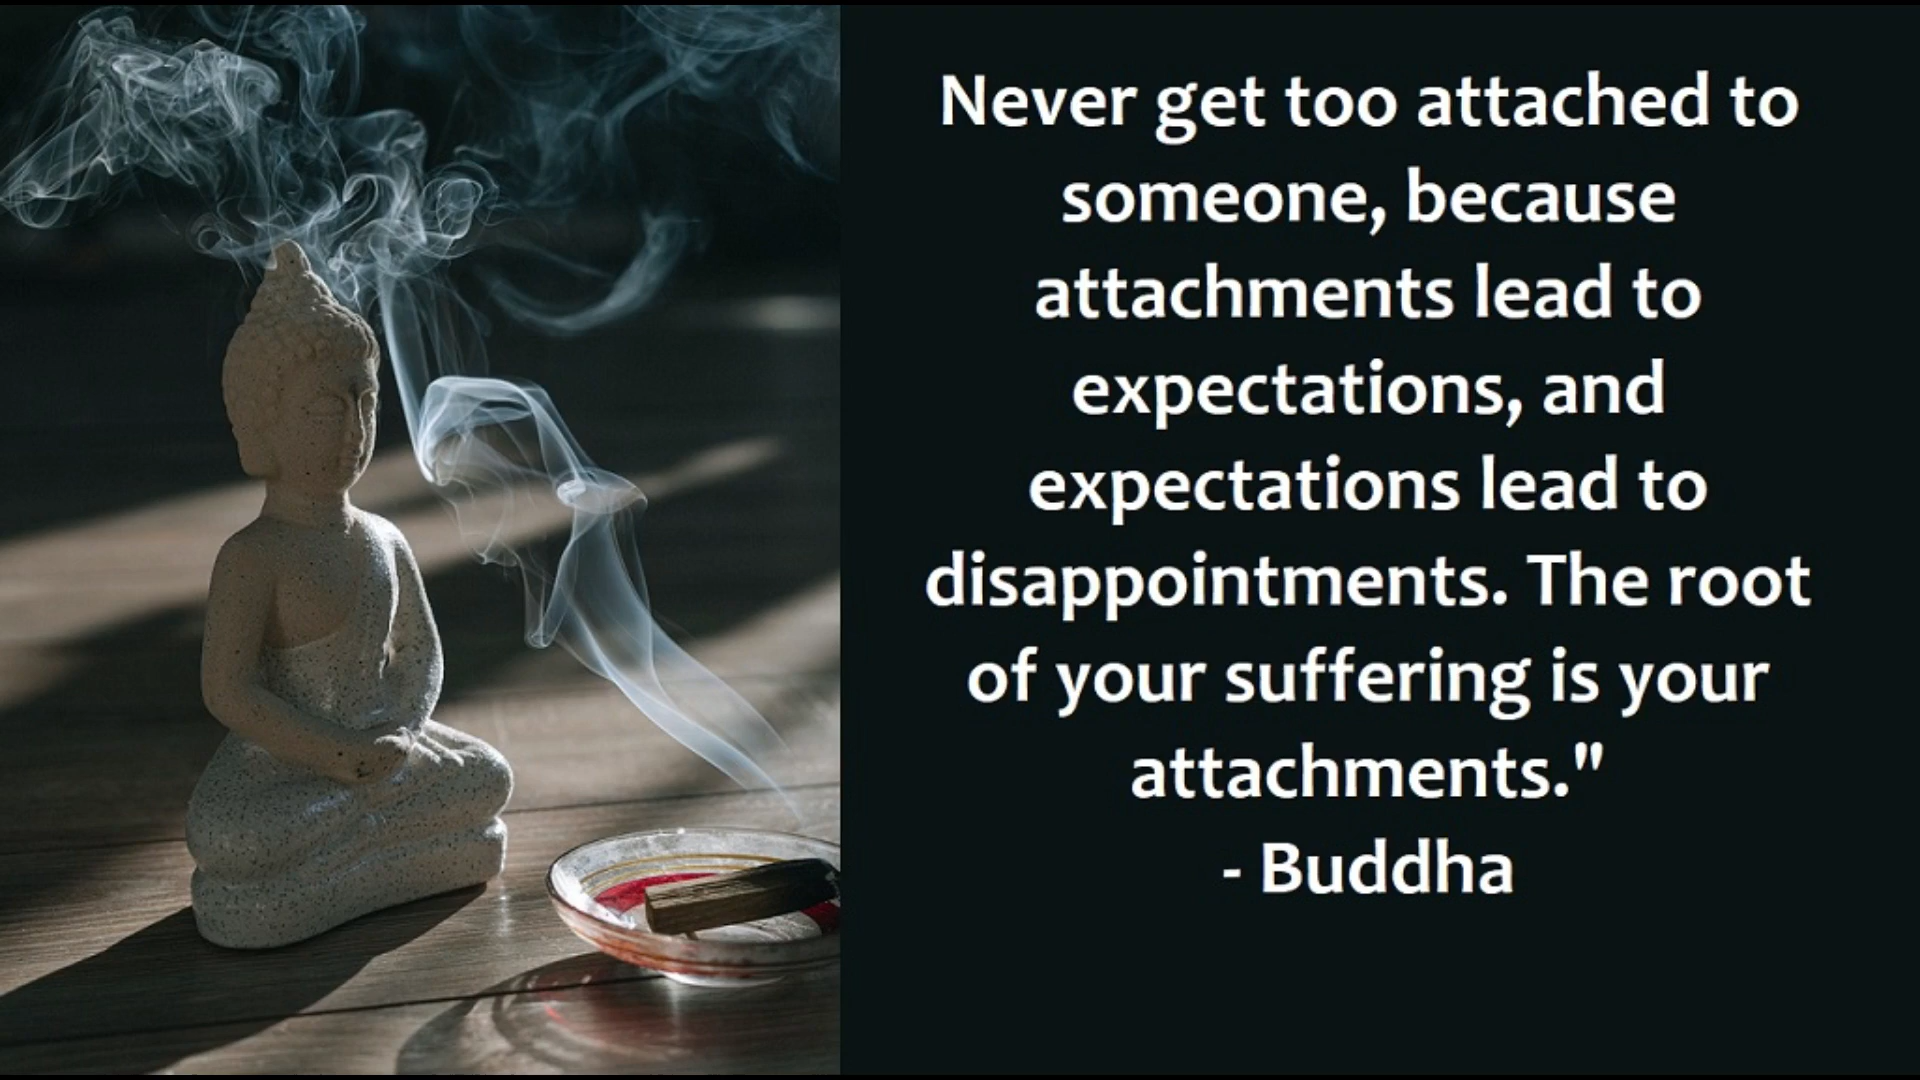 Never get too attached to
someone, because
attachments lead to
expectations, and
expectations lead to
disappointments. The root
of your suffering is your
attachments."
- Buddha